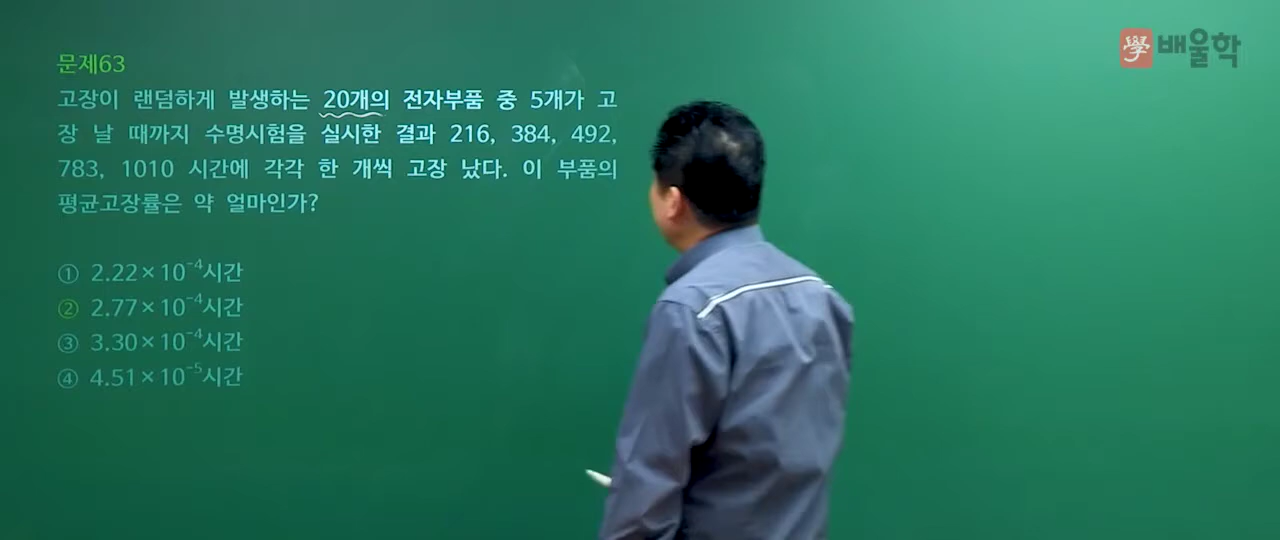 學 배울학
문제63
고장이 랜덤하게 발생하는 20개의 전자부품 중 5개가 고
장 날 때까지 수명시험을 실시한 결과 216, 384, 492,
783, 1010 시간에 각각 한 개씩 고장 났다. 이 부품의
평균고장률은 약 얼마인가?
① 2.22×10⁻⁴시간
② 2.77×10⁻⁴시간
③ 3.30×10⁻⁴시간
④ 4.51×10⁻⁵시간